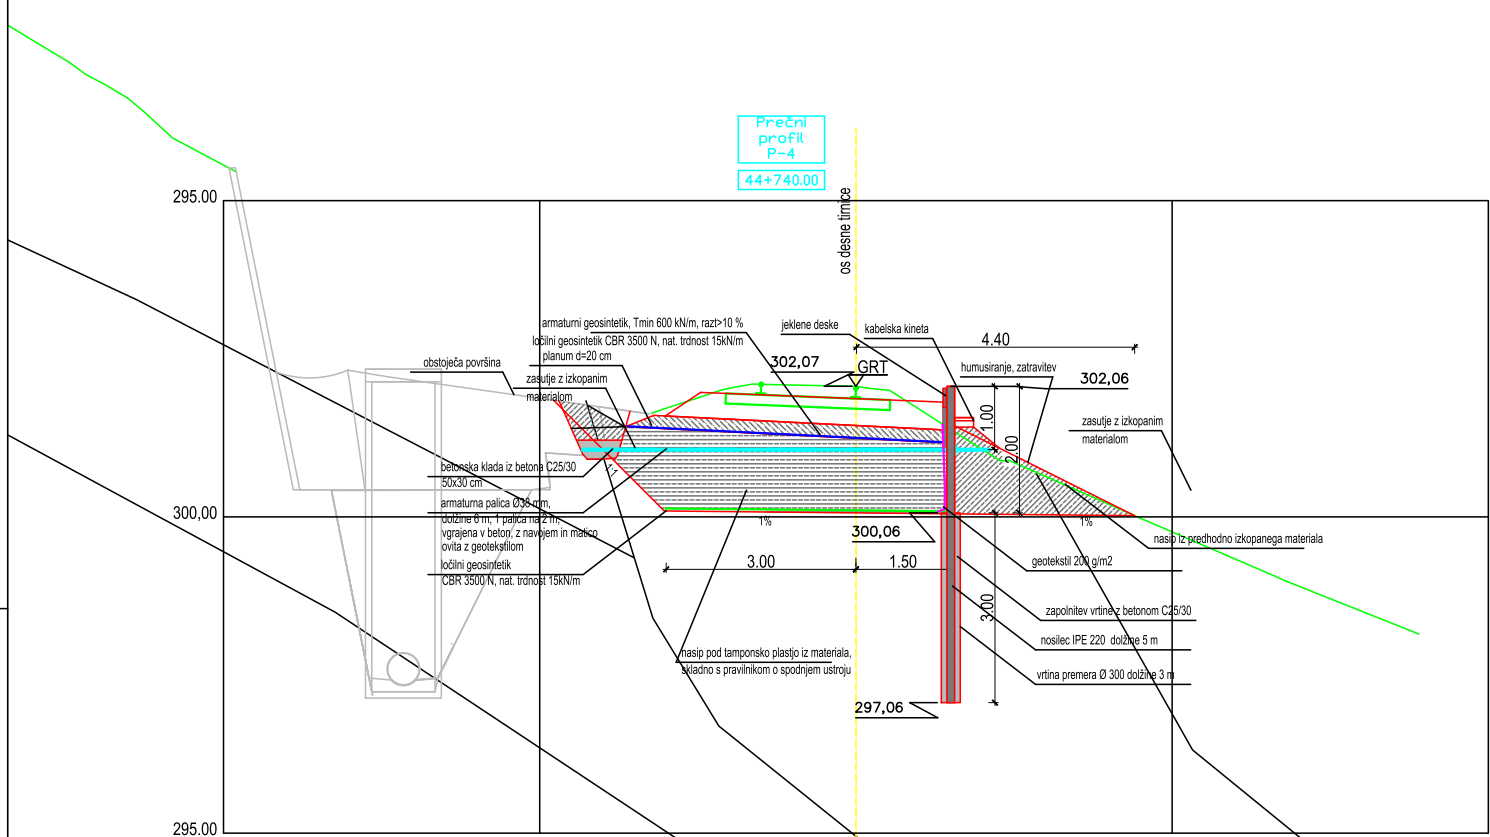 Prečni
profil
P-4
44+740.00
295.00
os desne tirnice
armaturni geosintetik, Tmin 600 kN/m, razt>10 %
ločilni geosintetik CBR 3500 N, nat. trdnost 15kN/m
planum d=20 cm
jeklene deske
kabelska kineta
4.40
obstoječa površina
302,07
GRT
humusiranje, zatravitev
302,06
zasutje z izkopanim
materialom
1.00
2.00
zasutje z izkopanim
materialom
betonska klada iz betona C25/30
50x30 cm
1:1
armaturna palica Ø38 mm,
dolžine 6 m, 1 palica na 2 m,
vgrajena v beton, z navojem in matico
ovita z geotekstilom
300,00
1%
1%
300,06
nasip iz predhodno izkopanega materiala
ločilni geosintetik
CBR 3500 N, nat. trdnost 15kN/m
3.00
1.50
geotekstil 200 g/m2
3.00
zapolnitev vrtine z betonom C25/30
nosilec IPE 220 dolžine 5 m
nasip pod tamponsko plastjo iz materiala,
skladno s pravilnikom o spodnjem ustroju
vrtina premera Ø 300 dolžine 3 m
297,06
295.00